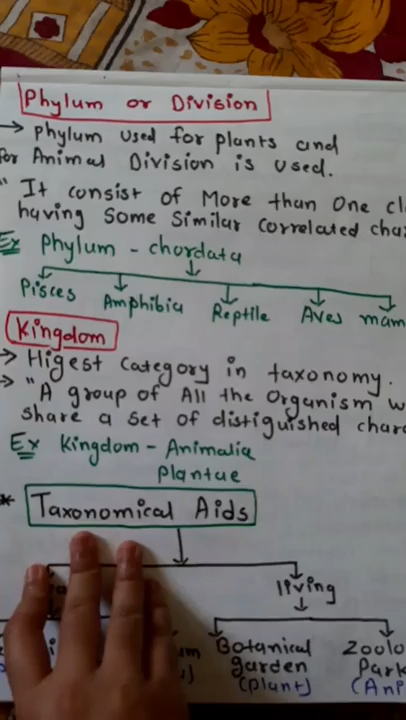 Phylum or Division
→ phylum used for plants and
for Animal Division is used.
" It consist of More than One
having Some Similar Correlated
Ex Phylum - chordata
Pisces Amphibia Reptile Aves
Kingdom
→ Higest Category in taxonomy.
→ "A group of All the Organism
share a set of distiguished
Ex Kingdom - Animalia
Plantae
* Taxonomical Aids
living
Botanical
garden Park
(plant)